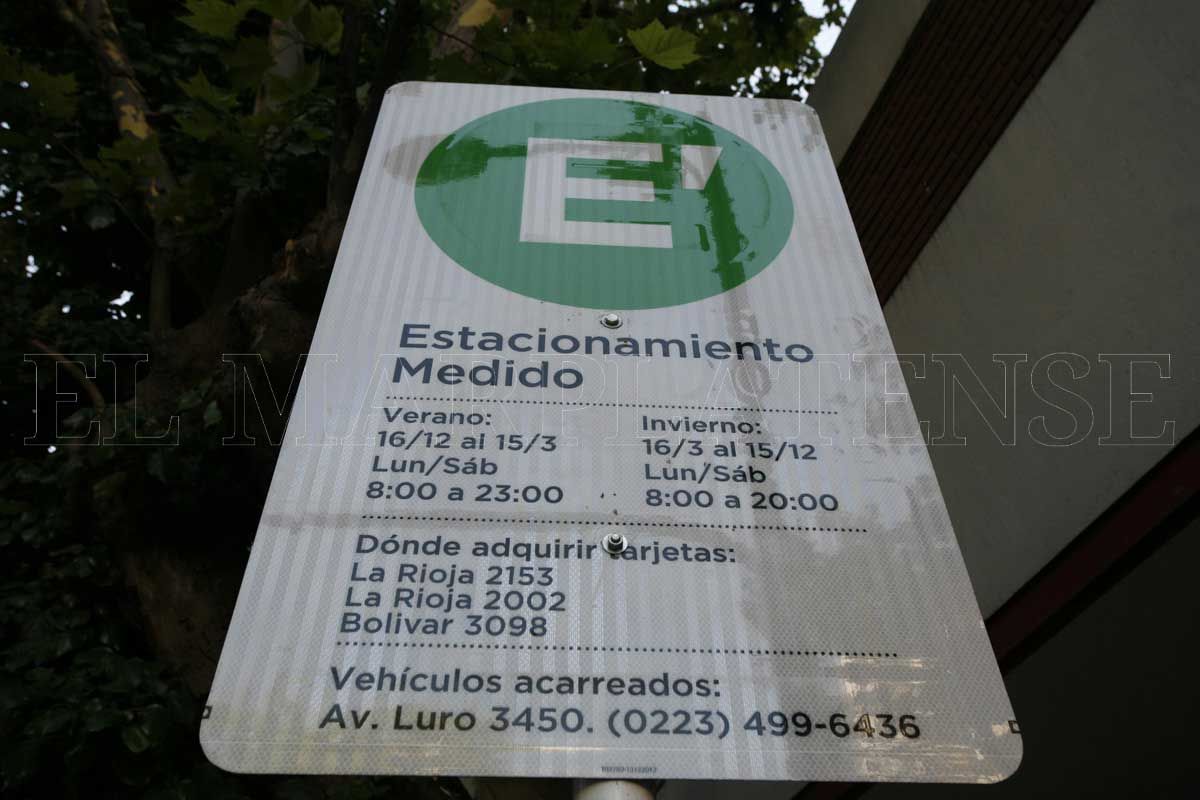 E'
Estacionamiento
Medido
EL MARPLATENSE
Verano:
16/12 al 15/3
Lun/Sáb
8:00 a 23:00
Invierno:
16/3 al 15/12
Lun/Sáb
8:00 a 20:00
Dónde adquirir tarjetas:
La Rioja 2153
La Rioja 2002
Bolivar 3098
Vehículos acarreados:
Av. Luro 3450. (0223) 499-6436